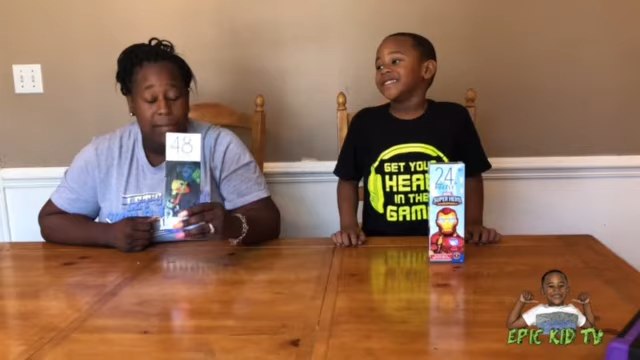 48
GET YOUR
HEAD
IN THE
GAME
24
SUPER HERO
EPIC KID TV